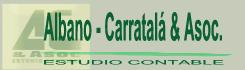 Albano - Carratalá & Asoc.
ESTUDIO CONTABLE